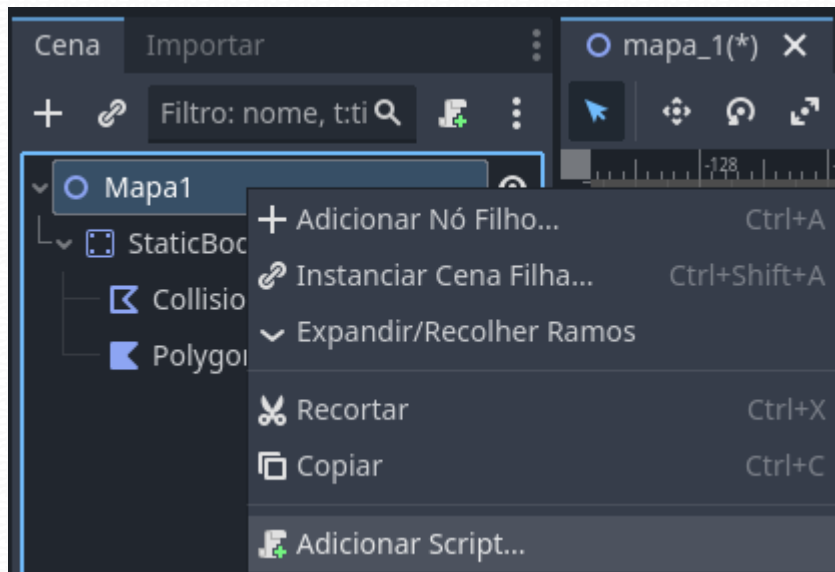 Cena Importar mapa_1(*)
Filtro: nome, t:ti
-128
Mapa1
Adicionar Nó Filho... Ctrl+A
StaticBod
Instanciar Cena Filha... Ctrl+Shift+A
Collisio
Expandir/Recolher Ramos
Polygo
Recortar Ctrl+X
Copiar Ctrl+C
Adicionar Script...